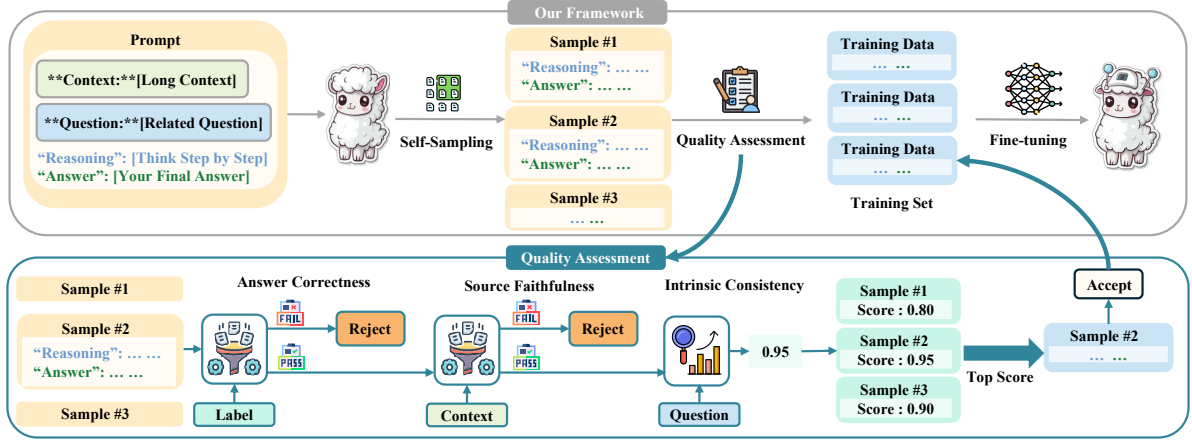 Our Framework
Prompt
**Context:**[Long Context]
**Question:**[Related Question]
“Reasoning”: [Think Step by Step]
“Answer”: [Your Final Answer]
Self-Sampling
Sample #1
“Reasoning”: ... ...
“Answer”: ... ...
Sample #2
“Reasoning”: ... ...
“Answer”: ... ...
Sample #3
... ...
Quality Assessment
Training Data
... ...
Training Data
... ...
Training Data
... ...
Training Set
Fine-tuning
Quality Assessment
Sample #1
Sample #2
“Reasoning”: ... ...
“Answer”: ... ...
Sample #3
Answer Correctness
FAIL
Reject
PASS
Label
Source Faithfulness
FAIL
Reject
PASS
Context
Intrinsic Consistency
0.95
Question
Sample #1
Score : 0.80
Sample #2
Score : 0.95
Sample #3
Score : 0.90
Top Score
Accept
Sample #2
... ...